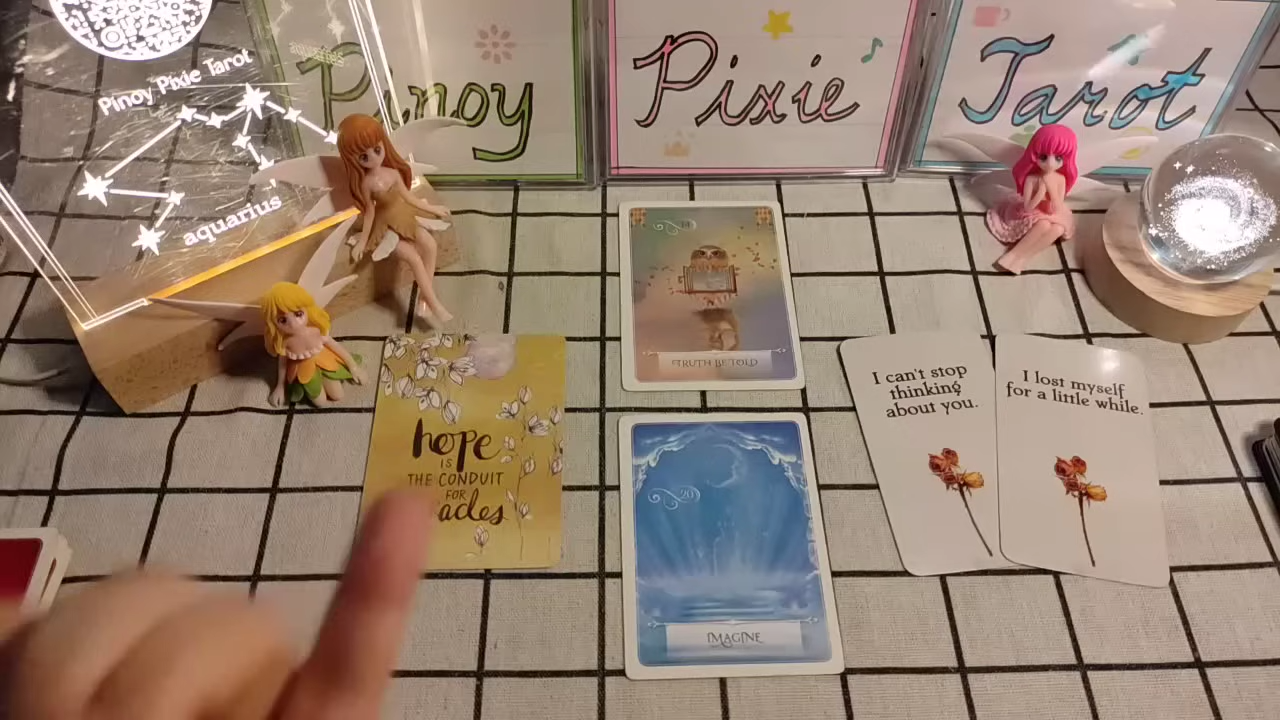 Pinoy Pixie Tarot
aquarius
Pinoy
Pixie
Tarot
TRUTH BE TOLD
hope
IS
THE CONDUIT
FOR
20
IMAGINE
I can't stop
thinking
about you.
I lost myself
for a little while.